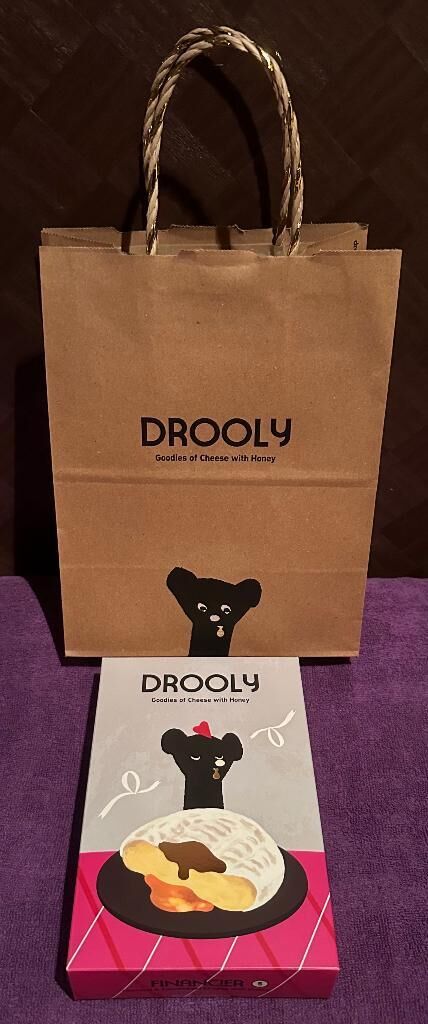 DROOLY
Goodies of Cheese with Honey
DROOLY
Goodies of Cheese with Honey
FINANCIER